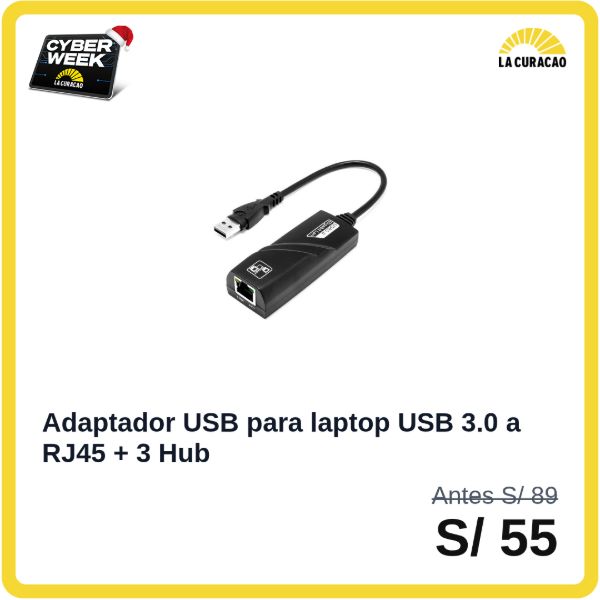 CYBER
WEEK
LA CURACAO
LA CURACAO
Adaptador USB para laptop USB 3.0 a
RJ45 + 3 Hub
Antes S/ 89
S/ 55